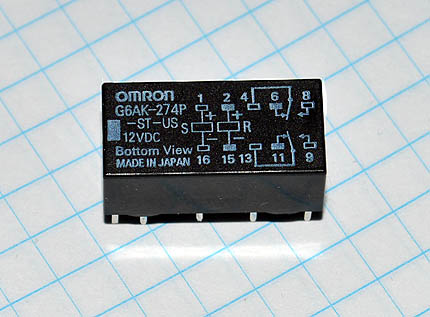 OMRON
G6AK-274P
-ST-US
12VDC
Bottom View
MADE IN JAPAN
1 2 4 6 8
S + + R
- -
16 15 13 11 9